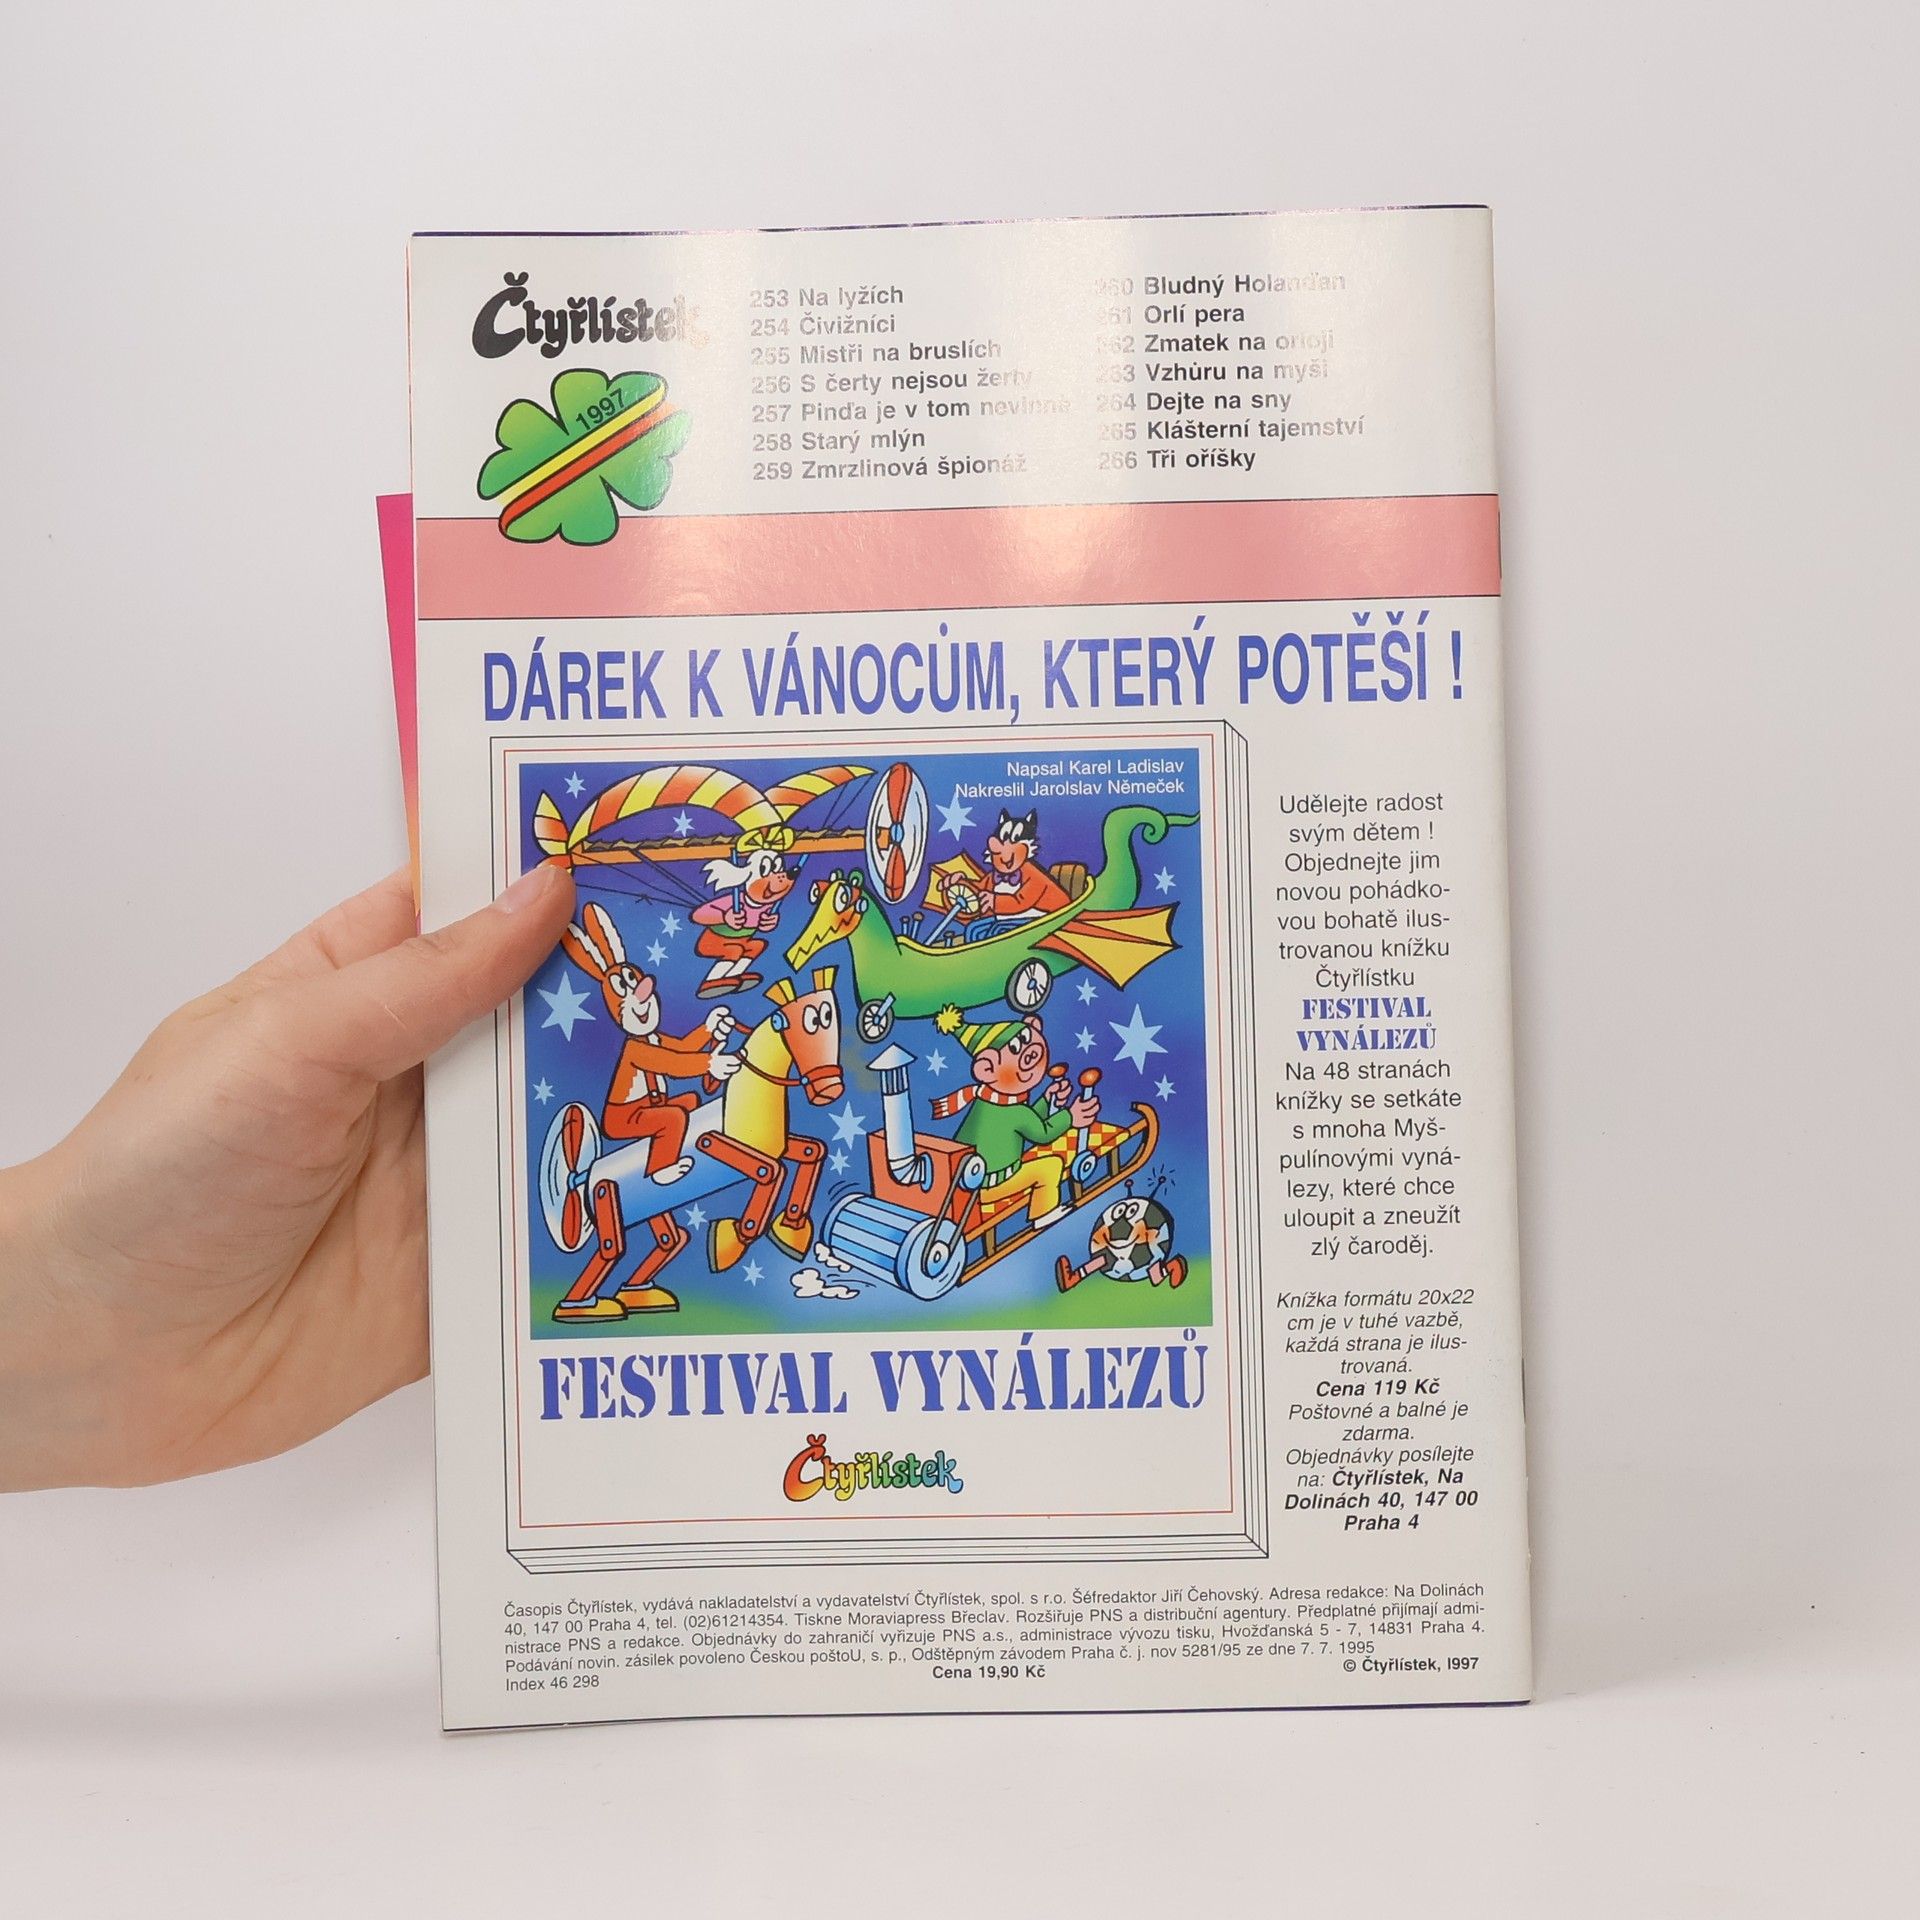 Čtyřlístek
1997
253 Na lyžích
254 Čivižníci
255 Mistři na bruslích
256 S čerty nejsou žerty
257 Pinďa je v tom nevinně
258 Starý mlýn
259 Zmrzlinová špionáž
260 Bludný Holanďan
261 Orlí pera
262 Zmatek na orloji
263 Vzhůru na myši
264 Dejte na sny
265 Klášterní tajemství
266 Tři oříšky
DÁREK K VÁNOCŮM, KTERÝ POTĚŠÍ !
Napsal Karel Ladislav
Nakreslil Jarolslav Němeček
FESTIVAL VYNÁLEZŮ
Čtyřlístek
Udělejte radost
svým dětem !
Objednejte jim
novou pohádko-
vou bohatě ilus-
trovanou knížku
Čtyřlístku
FESTIVAL
VYNÁLEZŮ
Na 48 stranách
knížky se setkáte
s mnoha Myš-
pulínovými vyná-
lezy, které chce
uloupit a zneužít
zlý čaroděj.
Knížka formátu 20x22
cm je v tuhé vazbě,
každá strana je ilus-
trovaná.
Cena 119 Kč
Poštovné a balné je
zdarma.
Objednávky posílejte
na: Čtyřlístek, Na
Dolinách 40, 147 00
Praha 4
Časopis Čtyřlístek, vydává nakladatelství a vydavatelství Čtyřlístek, spol. s r.o. Šéfredaktor Jiří Čehovský. Adresa redakce: Na Dolinách
40, 147 00 Praha 4, tel. (02)61214354. Tiskne Moraviapress Břeclav. Rozšiřuje PNS a distribuční agentury. Předplatné přijímají admi-
nistrace PNS a redakce. Objednávky do zahraničí vyřizuje PNS a.s., administrace vývozu tisku, Hvožďanská 5 - 7, 14831 Praha 4.
Podávání novin. zásilek povoleno Českou poštoU, s. p., Odštěpným závodem Praha č. j. nov 5281/95 ze dne 7. 7. 1995
Index 46 298
Cena 19,90 Kč
© Čtyřlístek, I997